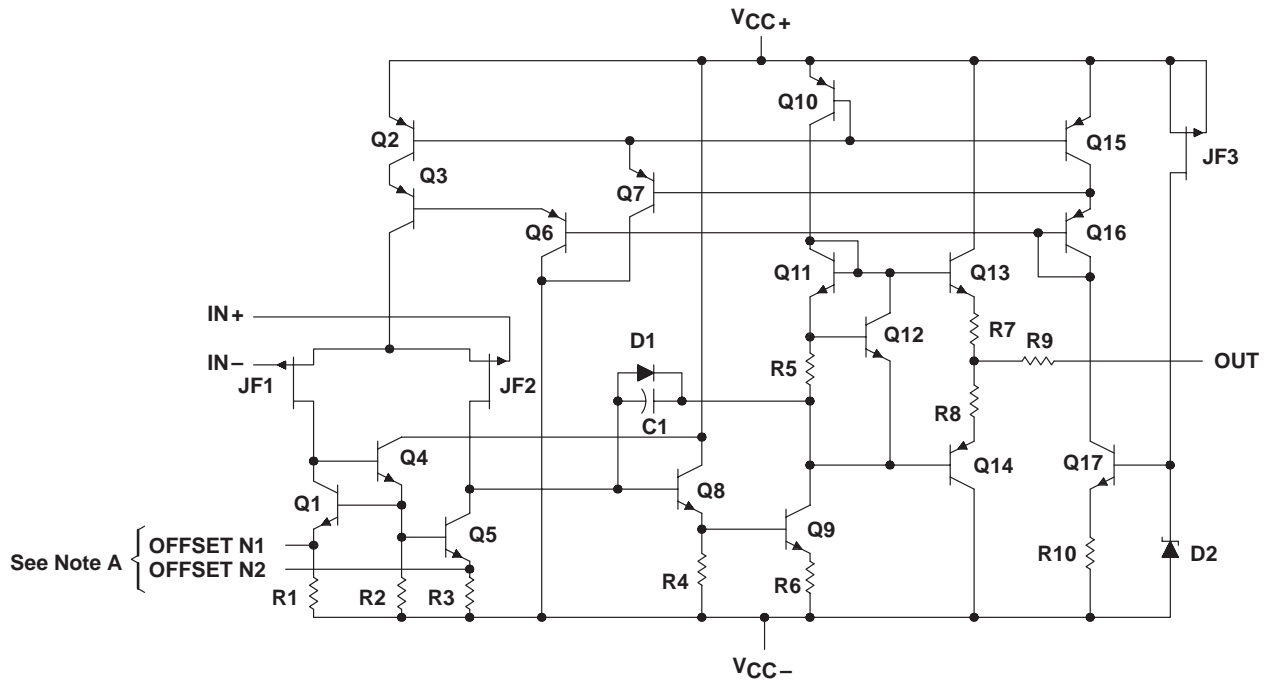 VCC+
Q10
Q2
Q15
JF3
Q3
Q7
Q6
Q16
Q11
Q13
IN+
Q12
R7
D1
R9
IN−
OUT
JF1
JF2
R5
C1
R8
Q4
Q14
Q17
Q1
Q8
Q5
Q9
See Note A
OFFSET N1
OFFSET N2
R10
D2
R1
R2
R3
R4
R6
VCC−